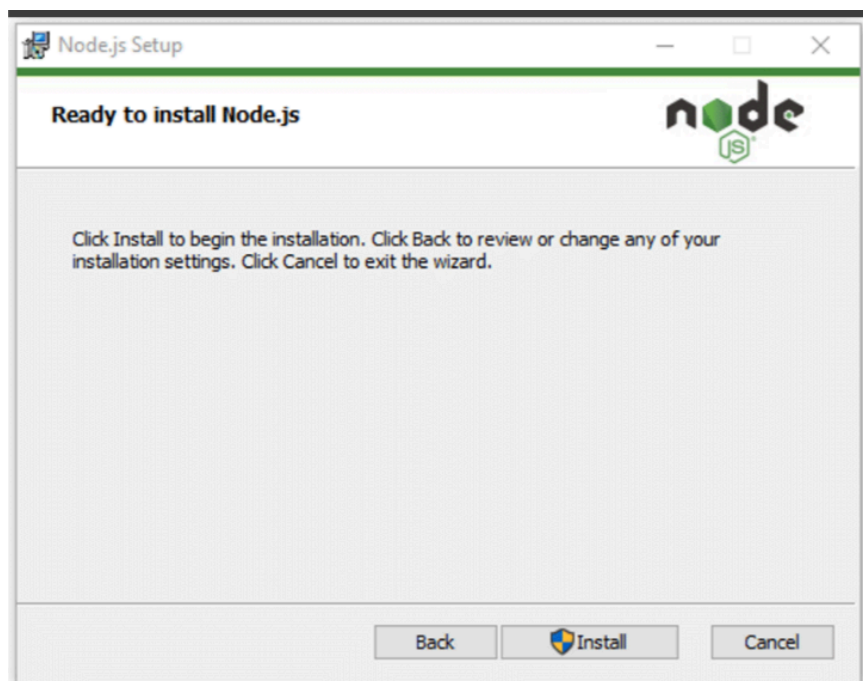 Node.js Setup
Ready to install Node.js
node
JS
Click Install to begin the installation. Click Back to review or change any of your
installation settings. Click Cancel to exit the wizard.
Back
Install
Cancel